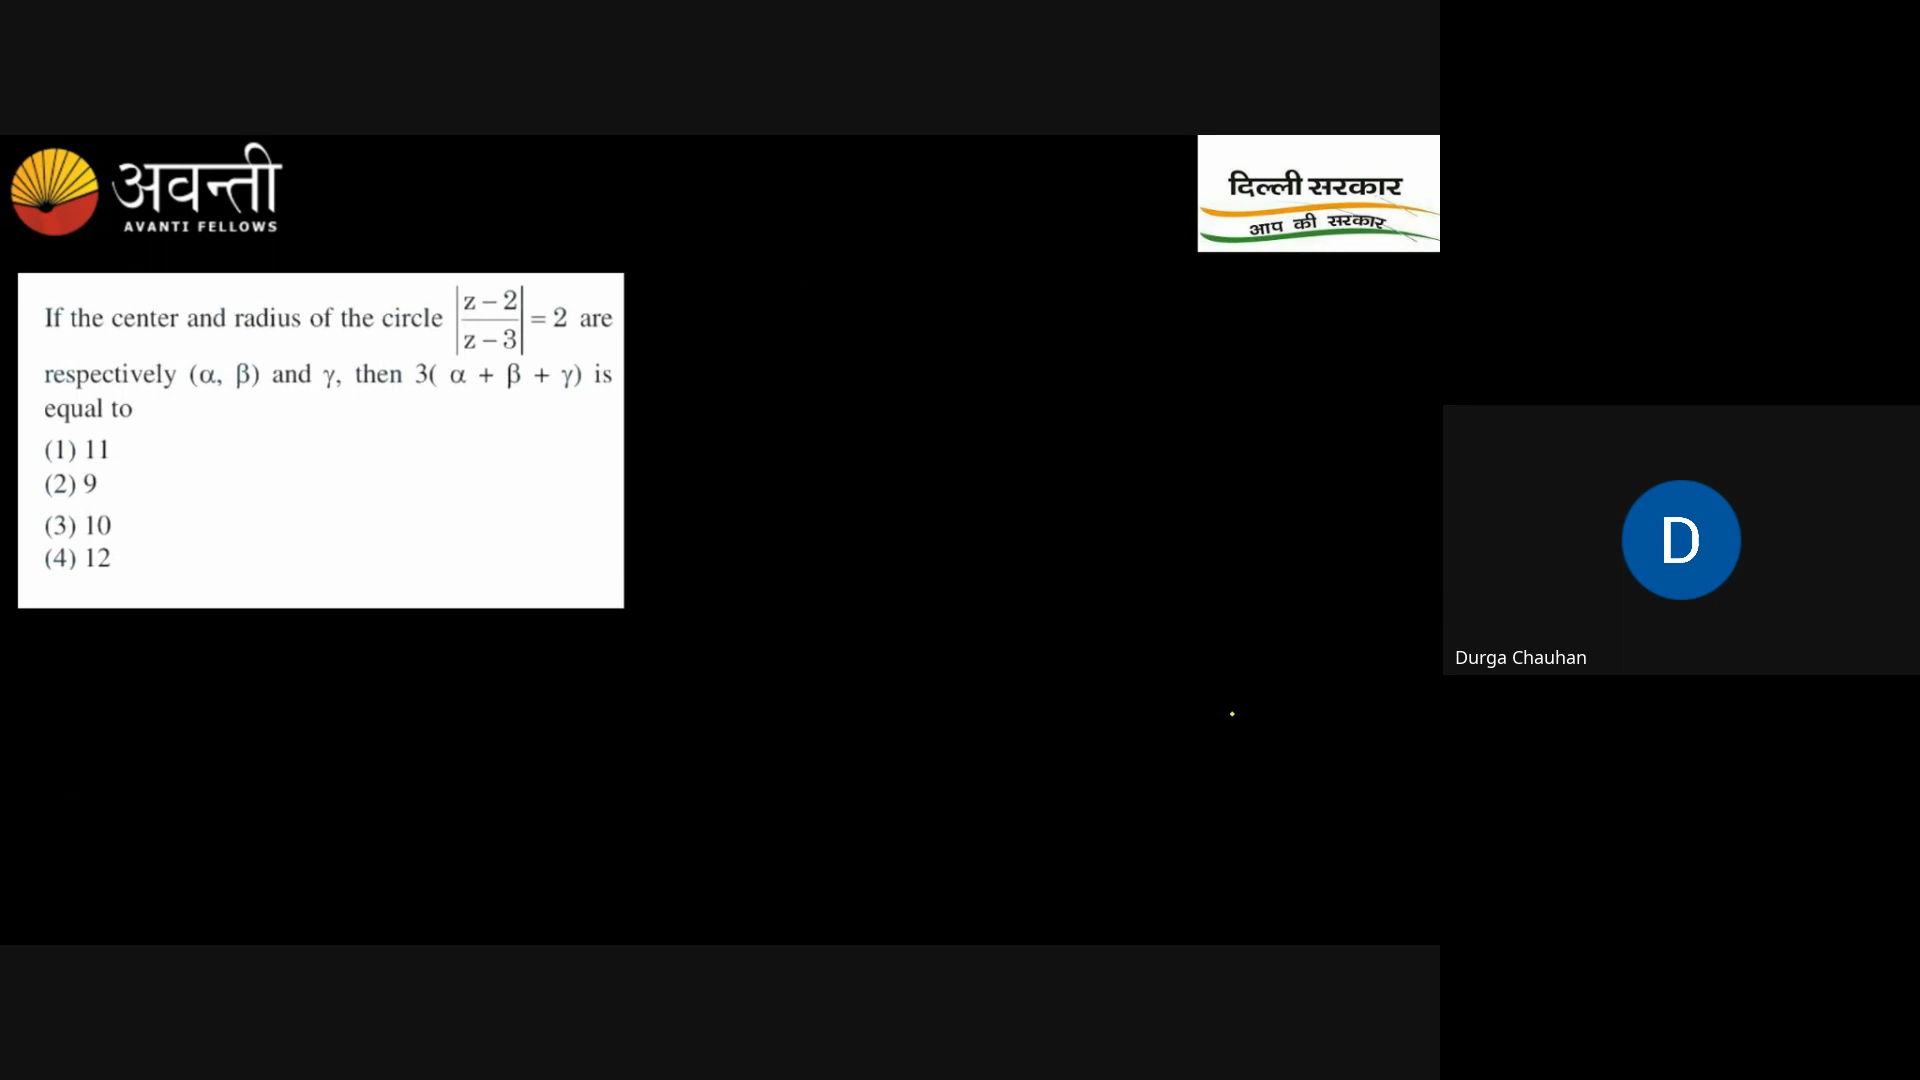 अवन्ती
AVANTI FELLOWS
दिल्ली सरकार
आप की सरकार
If the center and radius of the circle |z − 2 / z − 3| = 2 are
respectively (α, β) and γ, then 3( α + β + γ) is
equal to
(1) 11
(2) 9
(3) 10
(4) 12
D
Durga Chauhan